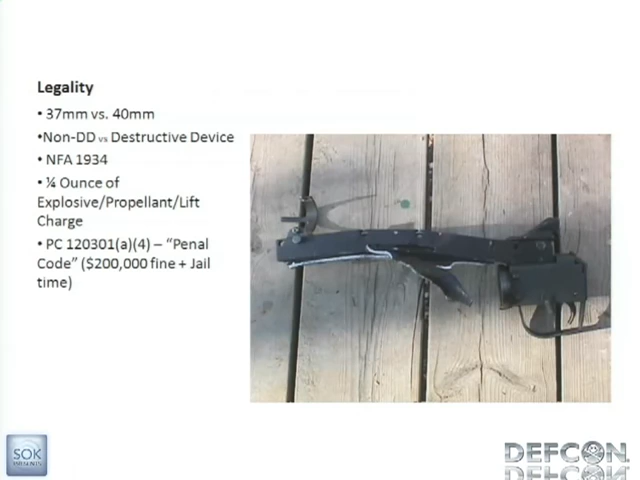 Legality
• 37mm vs. 40mm
•Non-DD vs Destructive Device
• NFA 1934
• ¼ Ounce of
Explosive/Propellant/Lift
Charge
• PC 120301(a)(4) – “Penal
Code” ($200,000 fine + Jail
time)
SOK
DEFCON